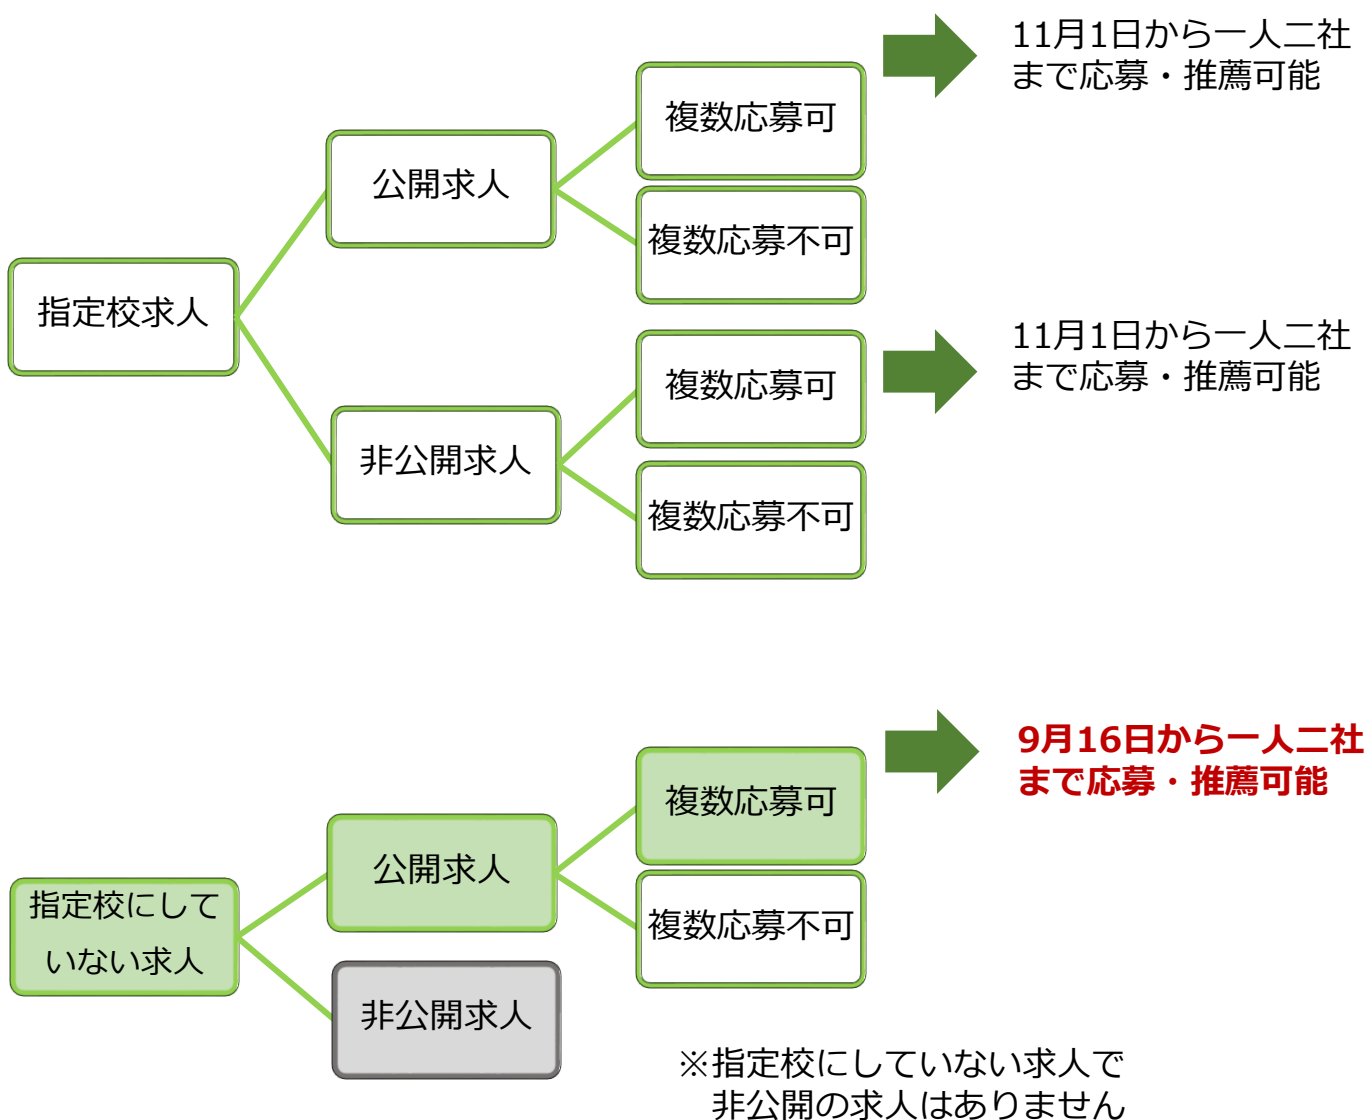 11月1日から一人二社
まで応募・推薦可能
複数応募可
公開求人
複数応募不可
指定校求人
11月1日から一人二社
まで応募・推薦可能
複数応募可
非公開求人
複数応募不可
9月16日から一人二社
まで応募・推薦可能
複数応募可
公開求人
指定校にして
いない求人
複数応募不可
非公開求人
※指定校にしていない求人で
非公開の求人はありません